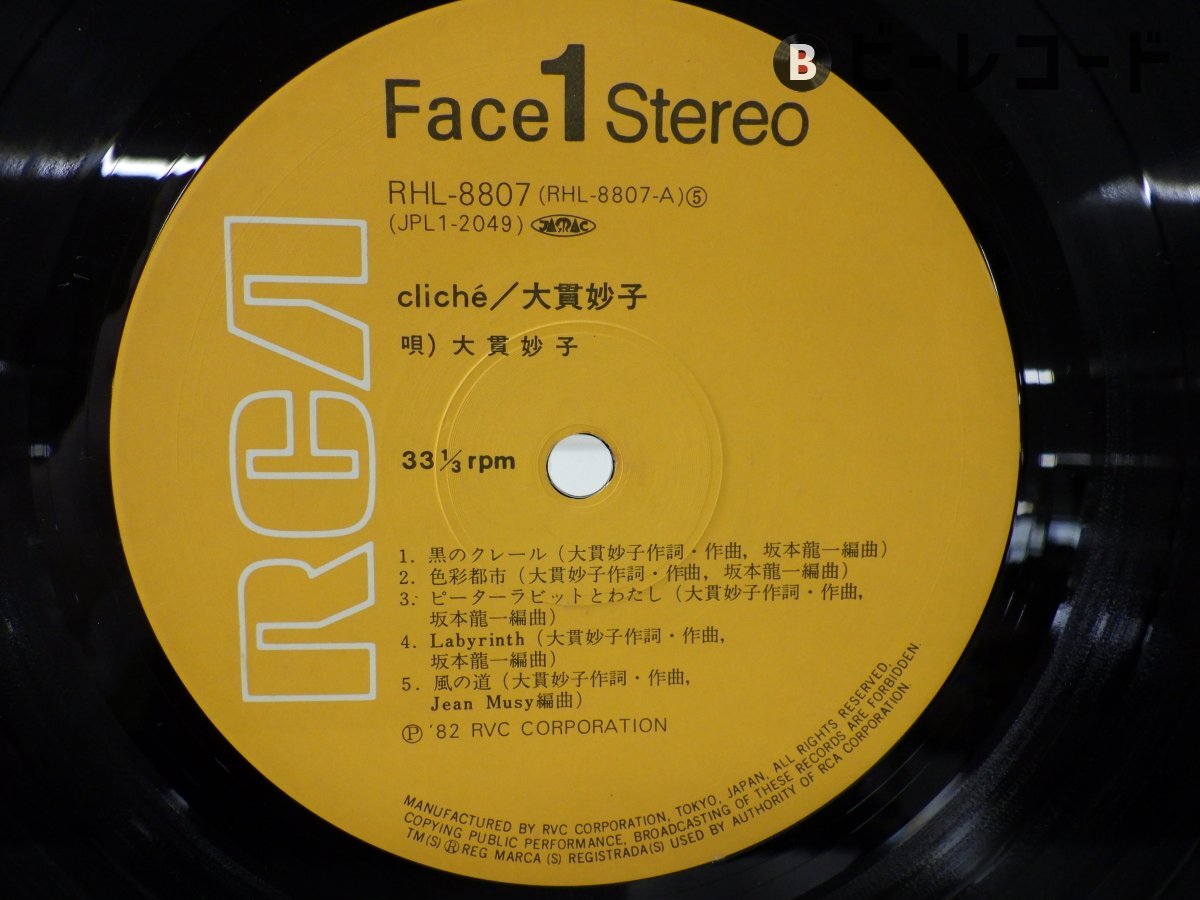 B ビーレコード
Face 1 Stereo
RHL-8807 (RHL-8807-A)⑤
(JPL1-2049) JASRAC
RCA
cliché／大貫妙子
唄) 大貫妙子
33 1/3 rpm
1. 黒のクレール (大貫妙子作詞・作曲, 坂本龍一編曲)
2. 色彩都市 (大貫妙子作詞・作曲, 坂本龍一編曲)
3. ピーターラビットとわたし (大貫妙子作詞・作曲,
坂本龍一編曲)
4. Labyrinth (大貫妙子作詞・作曲,
坂本龍一編曲)
5. 風の道 (大貫妙子作詞・作曲,
Jean Musy編曲)
Ⓟ '82 RVC CORPORATION
MANUFACTURED BY RVC CORPORATION, TOKYO, JAPAN, ALL RIGHTS RESERVED,
COPYING PUBLIC PERFORMANCE, BROADCASTING OF THESE RECORDS ARE FORBIDDEN
TM(S) ® REG MARCA (S) REGISTRADA(S) USED BY AUTHORITY OF RCA CORPORATION.